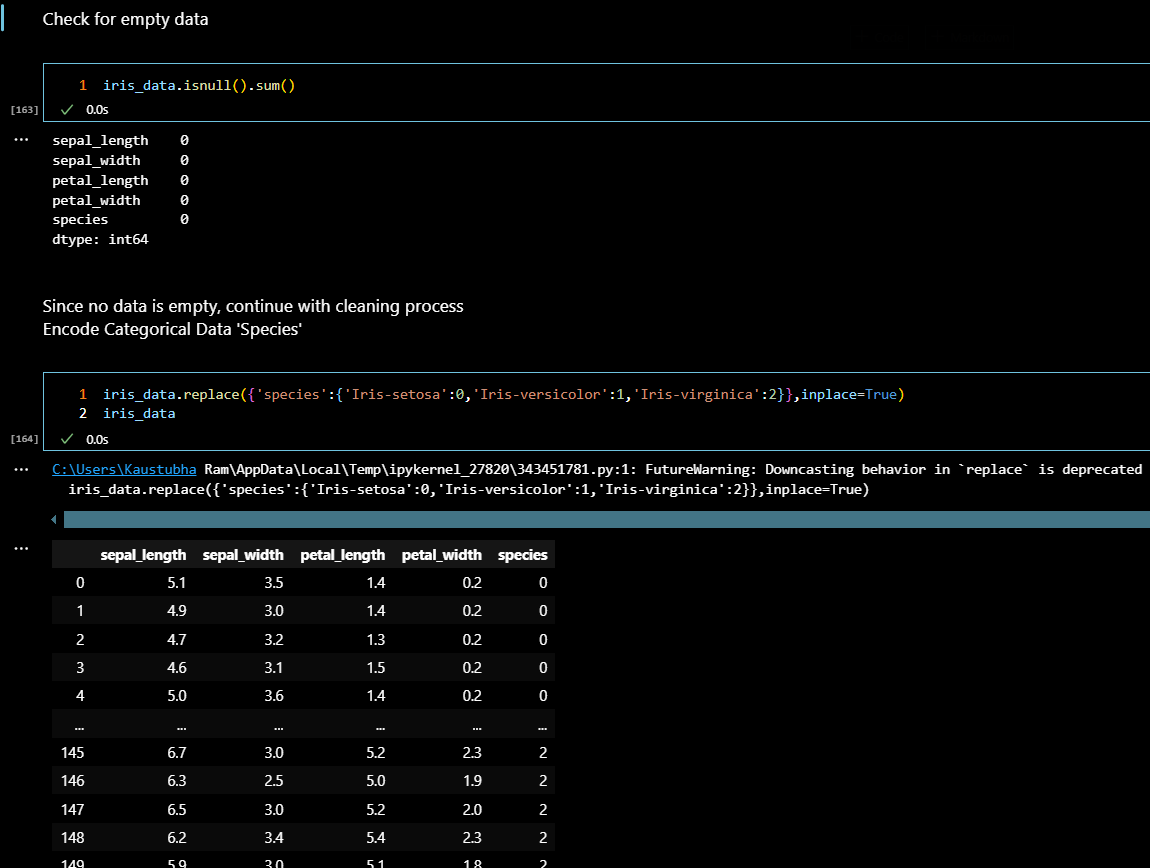 Check for empty data
1 iris_data.isnull().sum()
[163] ✓ 0.0s
... sepal_length 0
sepal_width 0
petal_length 0
petal_width 0
species 0
dtype: int64
Since no data is empty, continue with cleaning process
Encode Categorical Data 'Species'
1 iris_data.replace({'species':{'Iris-setosa':0,'Iris-versicolor':1,'Iris-virginica':2}},inplace=True)
2 iris_data
[164] ✓ 0.0s
... C:\Users\Kaustubha Ram\AppData\Local\Temp\ipykernel_27820\343451781.py:1: FutureWarning: Downcasting behavior in `replace` is deprecated
iris_data.replace({'species':{'Iris-setosa':0,'Iris-versicolor':1,'Iris-virginica':2}},inplace=True)
... sepal_length sepal_width petal_length petal_width species
0 5.1 3.5 1.4 0.2 0
1 4.9 3.0 1.4 0.2 0
2 4.7 3.2 1.3 0.2 0
3 4.6 3.1 1.5 0.2 0
4 5.0 3.6 1.4 0.2 0
... ... ... ... ... ...
145 6.7 3.0 5.2 2.3 2
146 6.3 2.5 5.0 1.9 2
147 6.5 3.0 5.2 2.0 2
148 6.2 3.4 5.4 2.3 2
149 5.9 3.0 5.1 1.8 2